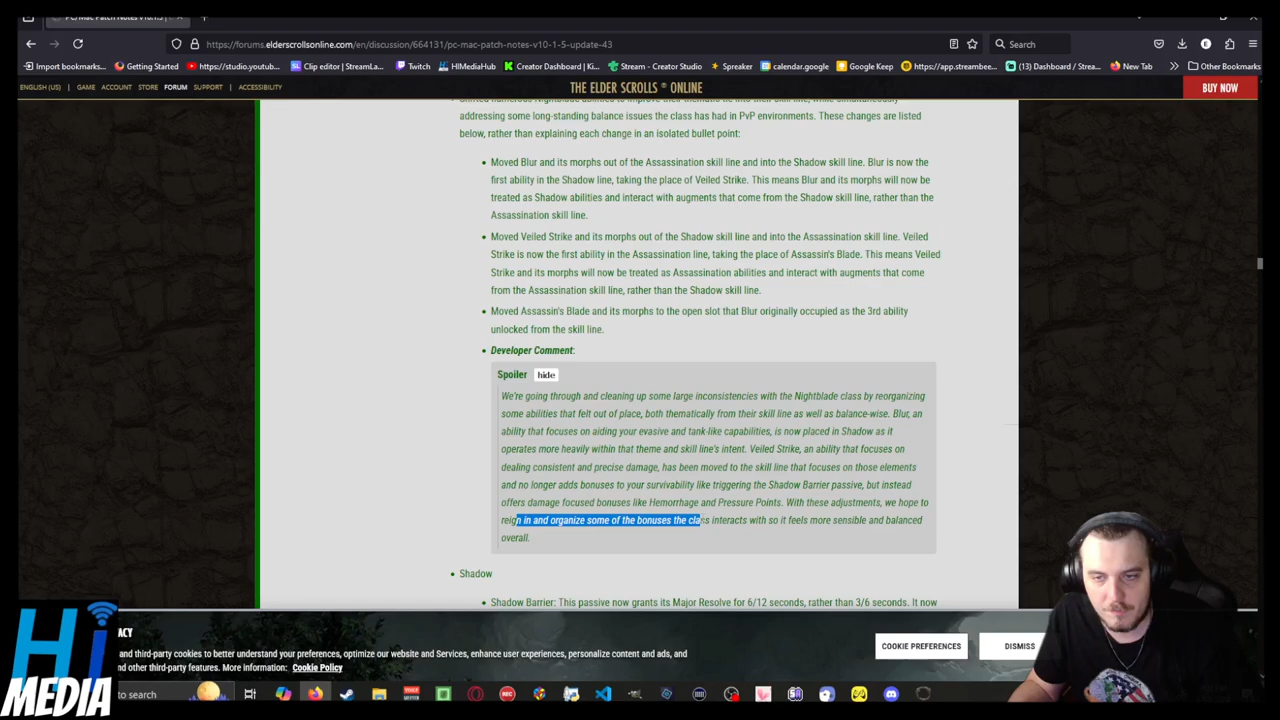 PC/Mac Patch Notes v10.1.5
https://forums.elderscrollsonline.com/en/discussion/664131/pc-mac-patch-notes-v10-1-5-update-43
Search
Import bookmarks... Getting Started https://studio.youtub... Clip editor | StreamLa... Twitch HIMediaHub Creator Dashboard | Ki... Stream - Creator Studio Spreaker calendar.google Google Keep https://app.streambee... (13) Dashboard / Strea... New Tab Other Bookmarks
ENGLISH (US) | GAME ACCOUNT STORE FORUM SUPPORT | ACCESSIBILITY
THE ELDER SCROLLS ® ONLINE
BUY NOW
Shifted numerous Nightblade abilities to improve their thematic tie into their skill line, while simultaneously
addressing some long-standing balance issues the class has had in PvP environments. These changes are listed
below, rather than explaining each change in an isolated bullet point:
• Moved Blur and its morphs out of the Assassination skill line and into the Shadow skill line. Blur is now the
first ability in the Shadow line, taking the place of Veiled Strike. This means Blur and its morphs will now be
treated as Shadow abilities and interact with augments that come from the Shadow skill line, rather than the
Assassination skill line.
• Moved Veiled Strike and its morphs out of the Shadow skill line and into the Assassination skill line. Veiled
Strike is now the first ability in the Assassination line, taking the place of Assassin's Blade. This means Veiled
Strike and its morphs will now be treated as Assassination abilities and interact with augments that come
from the Assassination skill line, rather than the Shadow skill line.
• Moved Assassin's Blade and its morphs to the open slot that Blur originally occupied as the 3rd ability
unlocked from the skill line.
• Developer Comment:
Spoiler hide
We're going through and cleaning up some large inconsistencies with the Nightblade class by reorganizing
some abilities that felt out of place, both thematically from their skill line as well as balance-wise. Blur, an
ability that focuses on aiding your evasive and tank-like capabilities, is now placed in Shadow as it
operates more heavily within that theme and skill line's intent. Veiled Strike, an ability that focuses on
dealing consistent and precise damage, has been moved to the skill line that focuses on those elements
and no longer adds bonuses to your survivability like triggering the Shadow Barrier passive, but instead
offers damage focused bonuses like Hemorrhage and Pressure Points. With these adjustments, we hope to
reign in and organize some of the bonuses the class interacts with so it feels more sensible and balanced
overall.
• Shadow
• Shadow Barrier: This passive now grants its Major Resolve for 6/12 seconds, rather than 3/6 seconds. It now
ACY
and third-party cookies to better understand your preferences, optimize our website and Services, enhance user experiences, personalize content and ads, and
nd other third-party features. More information: Cookie Policy
COOKIE PREFERENCES
DISMISS
Hi
MEDIA
to search